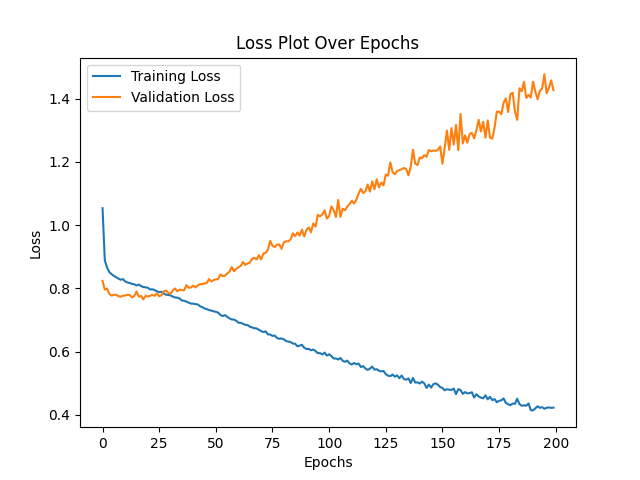 Loss Plot Over Epochs
Training Loss
Validation Loss
1.4
1.2
1.0
0.8
0.6
0.4
Loss
0 25 50 75 100 125 150 175 200
Epochs